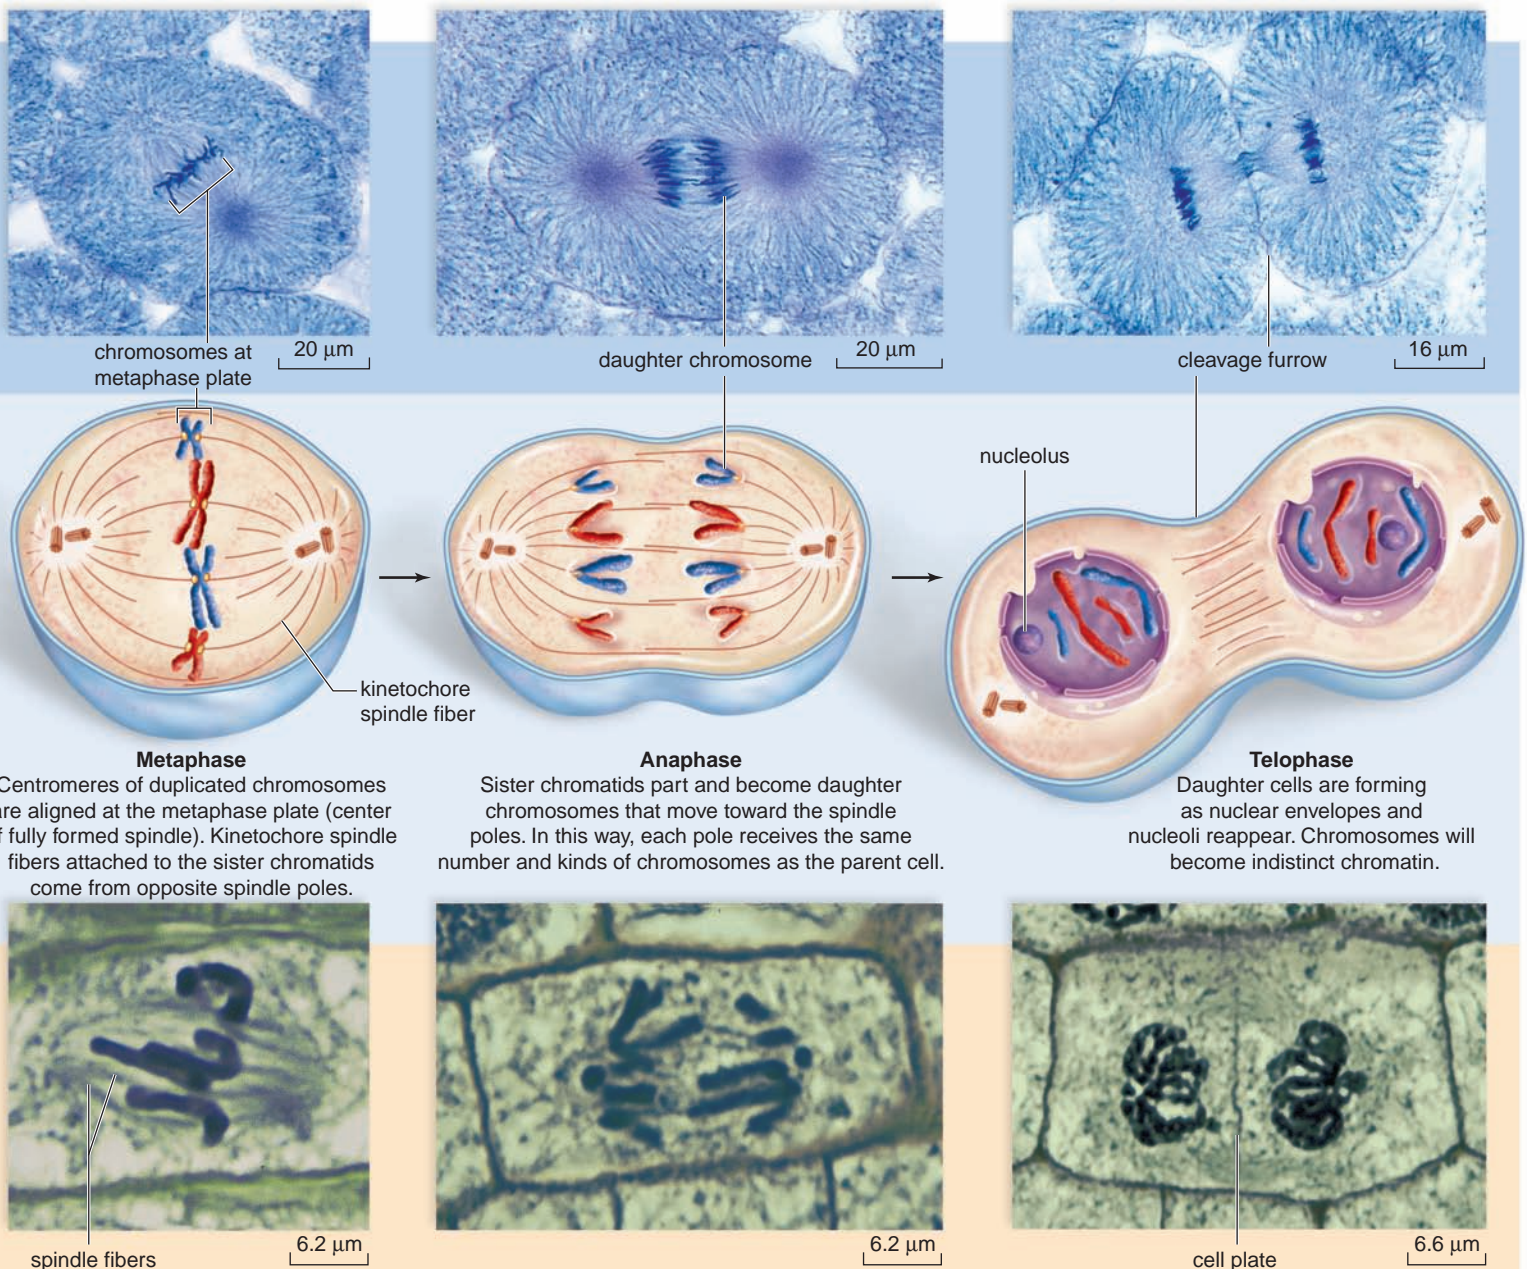 chromosomes at
metaphase plate
20 µm
daughter chromosome
20 µm
cleavage furrow
16 µm
nucleolus
kinetochore
spindle fiber
Metaphase
Centromeres of duplicated chromosomes
are aligned at the metaphase plate (center
of fully formed spindle). Kinetochore spindle
fibers attached to the sister chromatids
come from opposite spindle poles.
Anaphase
Sister chromatids part and become daughter
chromosomes that move toward the spindle
poles. In this way, each pole receives the same
number and kinds of chromosomes as the parent cell.
Telophase
Daughter cells are forming
as nuclear envelopes and
nucleoli reappear. Chromosomes will
become indistinct chromatin.
spindle fibers
6.2 µm
6.2 µm
cell plate
6.6 µm